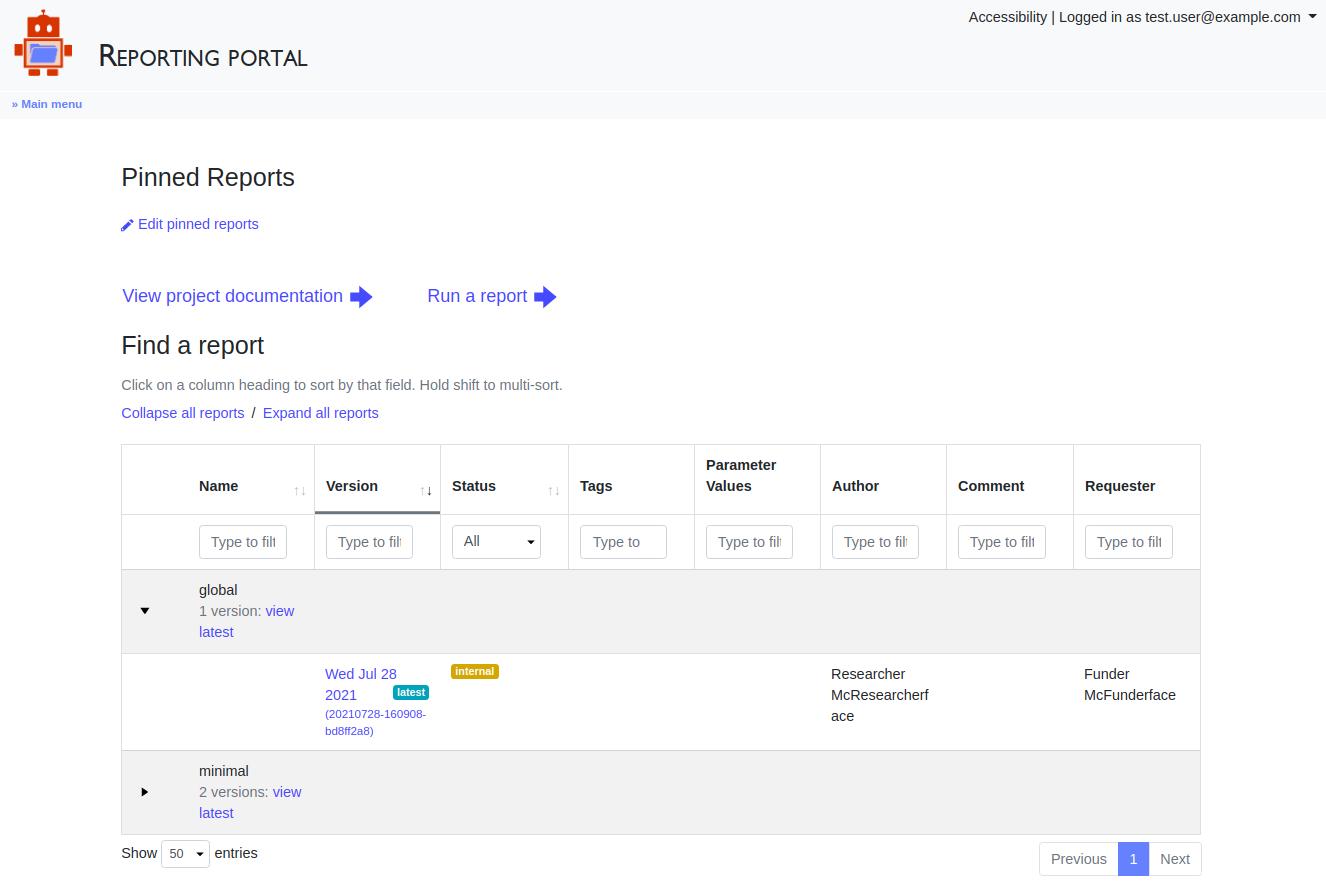 Accessibility | Logged in as test.user@example.com
Reporting portal
» Main menu
Pinned Reports
Edit pinned reports
View project documentation
Run a report
Find a report
Click on a column heading to sort by that field. Hold shift to multi-sort.
Collapse all reports / Expand all reports
Name
Version
Status
Tags
Parameter
Values
Author
Comment
Requester
Type to filt
Type to filt
All
Type to
Type to filt
Type to filt
Type to filt
Type to filt
global
1 version: view
latest
Wed Jul 28
2021 latest
(20210728-160908-
bd8ff2a8)
internal
Researcher
McResearcherf
ace
Funder
McFunderface
minimal
2 versions: view
latest
Show 50 entries
Previous 1 Next